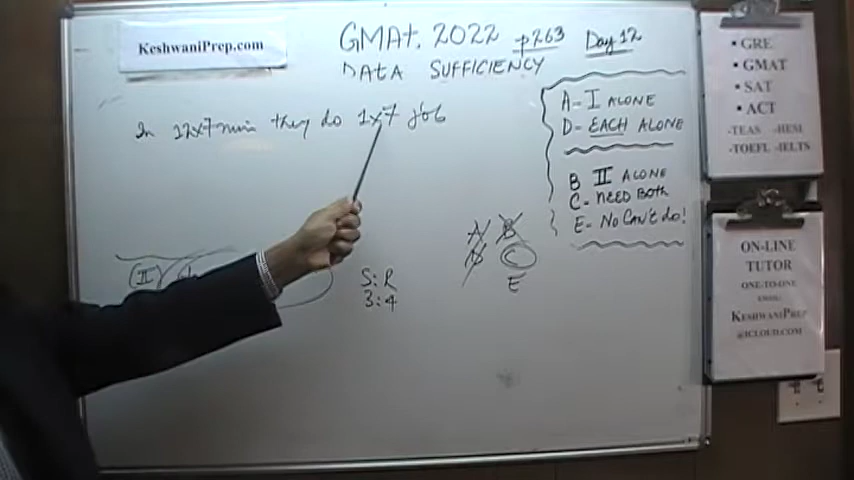 KeshwaniPrep.com
GMAT. 2022 p263 Day 12
DATA SUFFICIENCY
In 12x7 min they do 1x7 job
A- I ALONE
D- EACH ALONE
B II ALONE
C- NEED BOTH
E- NO CAN'T do!
A B
D C
E
(II)
S:R
3:4
• GRE
• GMAT
• SAT
• ACT
-TEAS -HESI
-TOEFL -IELTS
ON-LINE
TUTOR
ONE-TO-ONE
EMAIL:
KESHWANIPREP
@ICLOUD.COM